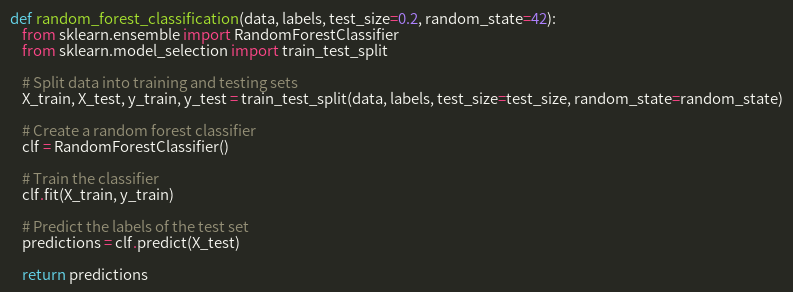 def random_forest_classification(data, labels, test_size=0.2, random_state=42):
from sklearn.ensemble import RandomForestClassifier
from sklearn.model_selection import train_test_split
# Split data into training and testing sets
X_train, X_test, y_train, y_test = train_test_split(data, labels, test_size=test_size, random_state=random_state)
# Create a random forest classifier
clf = RandomForestClassifier()
# Train the classifier
clf.fit(X_train, y_train)
# Predict the labels of the test set
predictions = clf.predict(X_test)
return predictions